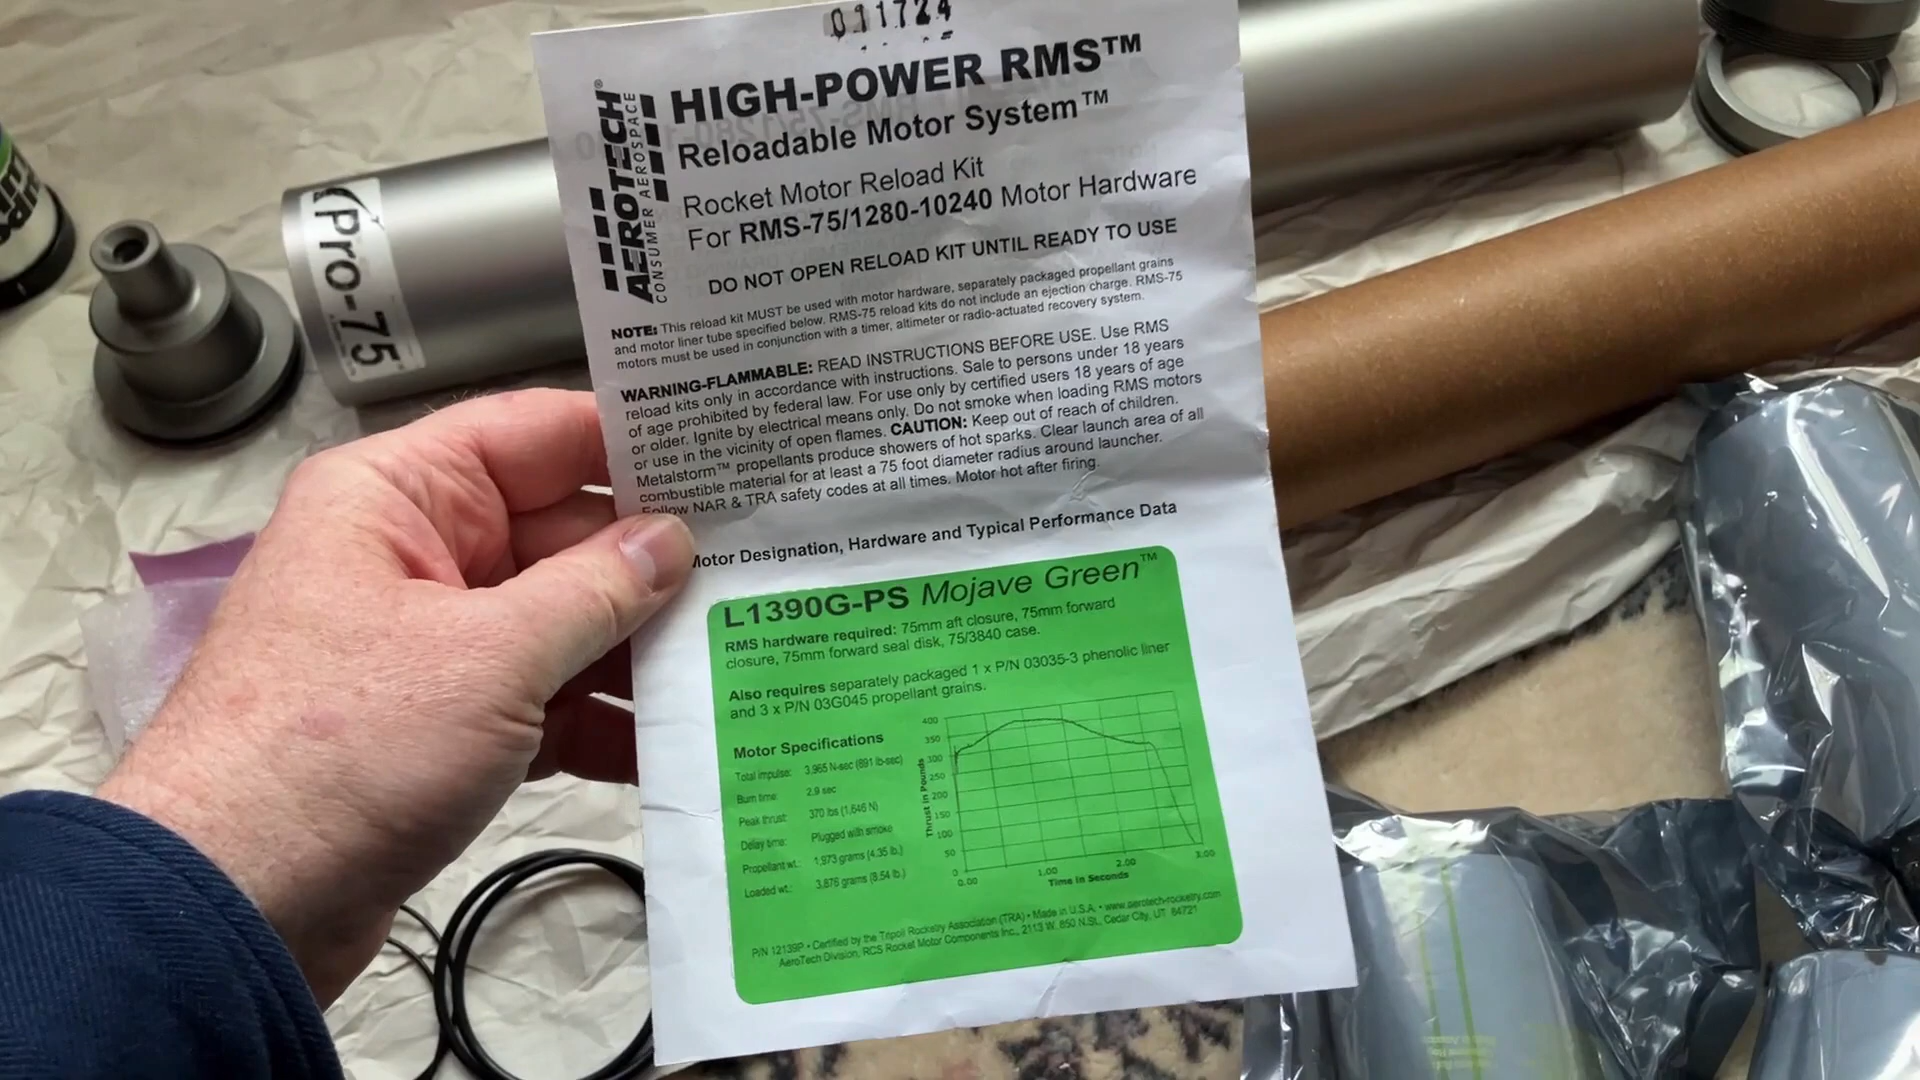 011724
AEROTECH®
CONSUMER AEROSPACE
HIGH-POWER RMS™
Reloadable Motor System™
Rocket Motor Reload Kit
For RMS-75/1280-10240 Motor Hardware
DO NOT OPEN RELOAD KIT UNTIL READY TO USE
NOTE: This reload kit MUST be used with motor hardware, separately packaged propellant grains
and motor liner tube specified below. RMS-75 reload kits do not include an ejection charge. RMS-75
motors must be used in conjunction with a timer, altimeter or radio-actuated recovery system.
WARNING-FLAMMABLE: READ INSTRUCTIONS BEFORE USE. Use RMS
reload kits only in accordance with instructions. Sale to persons under 18 years
of age prohibited by federal law. For use only by certified users 18 years of age
or older. Ignite by electrical means only. Do not smoke when loading RMS motors
or use in the vicinity of open flames. CAUTION: Keep out of reach of children.
Metalstorm™ propellants produce showers of hot sparks. Clear launch area of all
combustible material for at least a 75 foot diameter radius around launcher.
Follow NAR & TRA safety codes at all times. Motor hot after firing.
Motor Designation, Hardware and Typical Performance Data
L1390G-PS Mojave Green™
RMS hardware required: 75mm aft closure, 75mm forward
closure, 75mm forward seal disk, 75/3840 case.
Also requires separately packaged 1 x P/N 03035-3 phenolic liner
and 3 x P/N 03G045 propellant grains.
Motor Specifications
Total impulse: 3,965 N-sec (891 lb-sec)
Burn time: 2.9 sec
Peak thrust: 370 lbs (1,646 N)
Delay time: Plugged with smoke
Propellant wt.: 1,973 grams (4.35 lb.)
Loaded wt.: 3,876 grams (8.54 lb.)
Thrust in Pounds
400
350
300
250
200
150
100
50
0
0.00 1.00 2.00 3.00
Time in Seconds
P/N 12139P • Certified by the Tripoli Rocketry Association (TRA) • Made in U.S.A. • www.aerotech-rocketry.com
AeroTech Division, RCS Rocket Motor Components Inc., 2113 W. 850 N.St., Cedar City, UT 84721
Pro-75